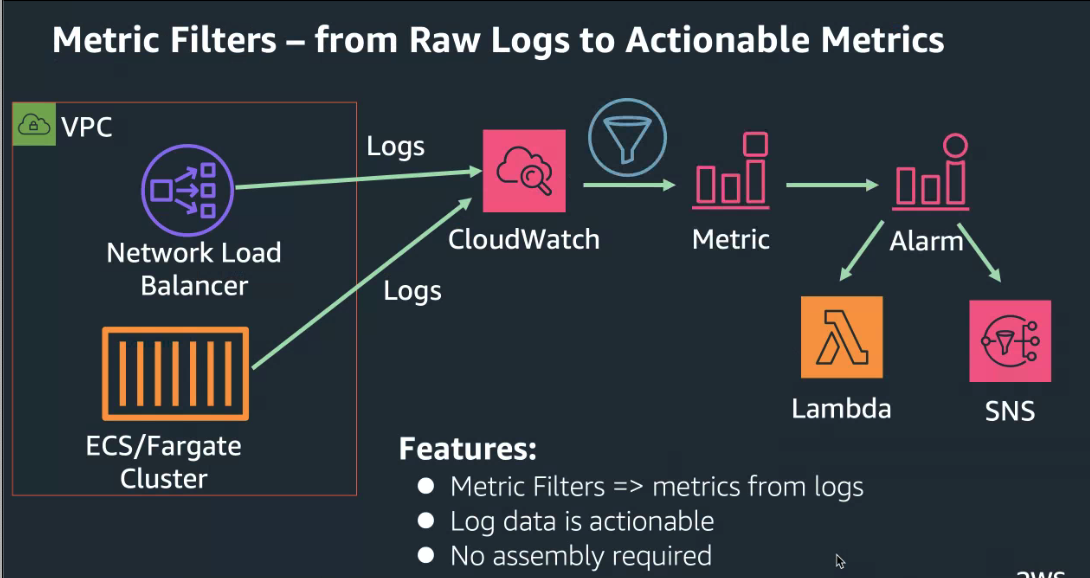 Metric Filters – from Raw Logs to Actionable Metrics
VPC
Logs
Network Load
Balancer
CloudWatch
Metric
Alarm
Logs
Lambda
SNS
ECS/Fargate
Cluster
Features:
● Metric Filters => metrics from logs
● Log data is actionable
● No assembly required
aws